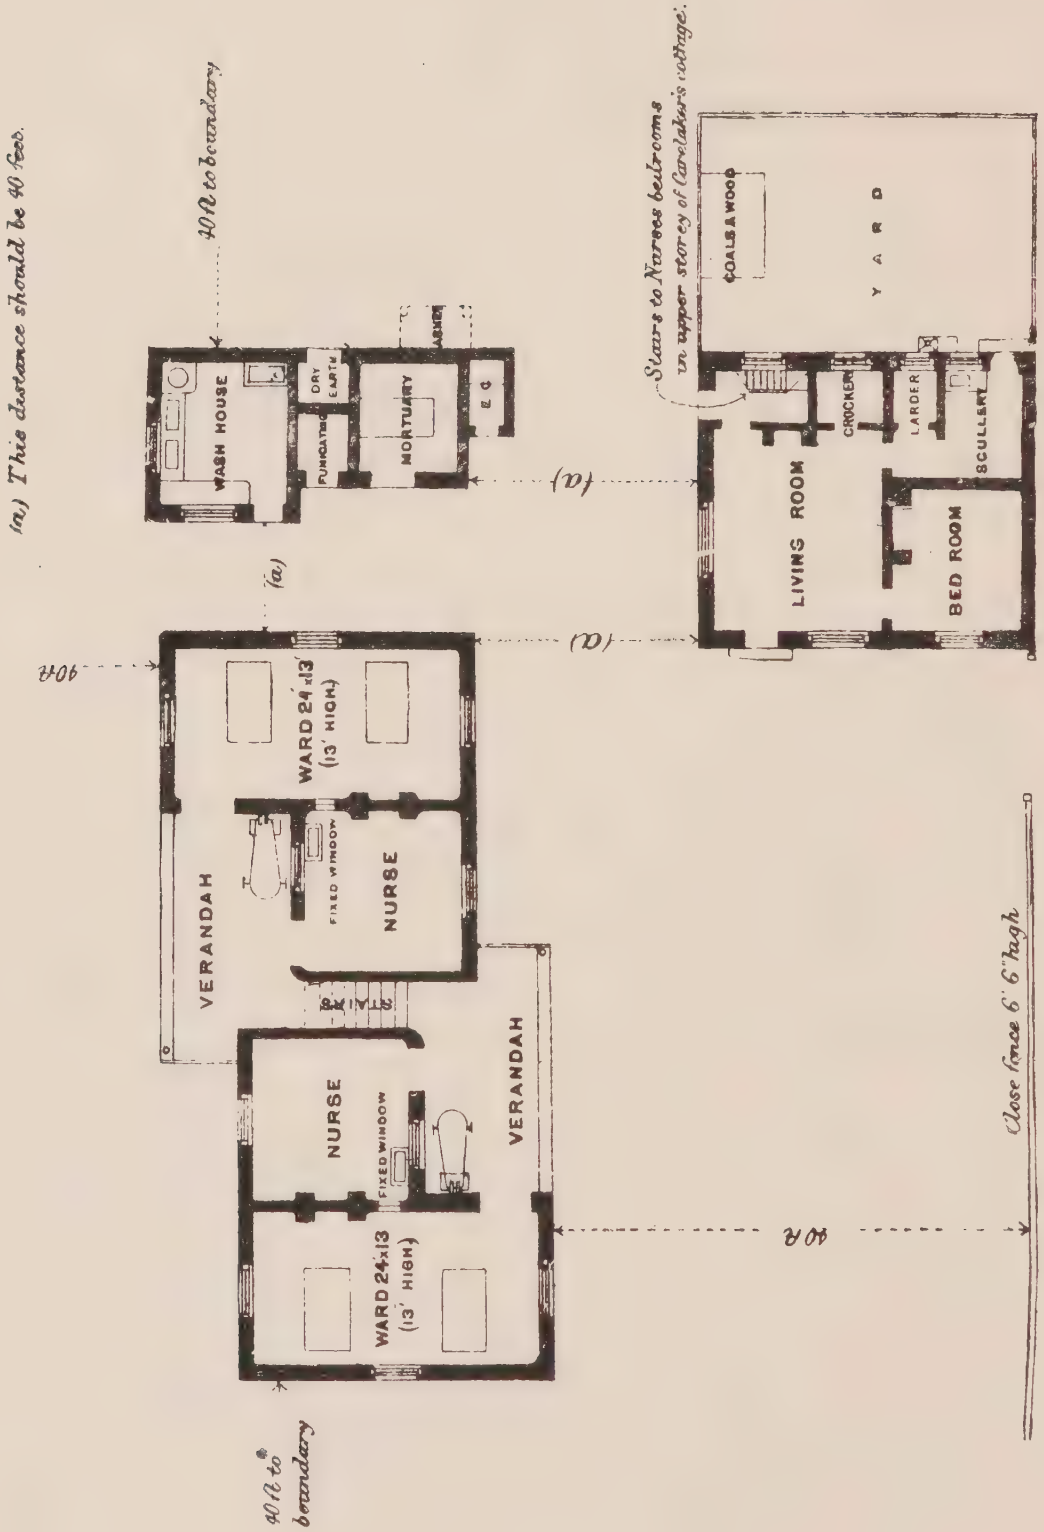 (a) This distance should be 40 feet.
40 ft to boundary
40 ft
WASH HOUSE
DRY
EARTH
FUMIGATING
MORTUARY
ASHES
E C
(a)
(a)
(a)
Stairs to Nurses bedrooms
in upper storey of Caretaker's cottage.
COALS & WOOD
YARD
CROCKERY
LARDER
SCULLERY
LIVING ROOM
BED ROOM
WARD 24'x13'
(13' HIGH)
FIXED WINDOW
NURSE
VERANDAH
NURSE
FIXED WINDOW
VERANDAH
WARD 24'x13
(13' HIGH)
40 ft to
boundary
40 ft
Close fence 6' 6" high